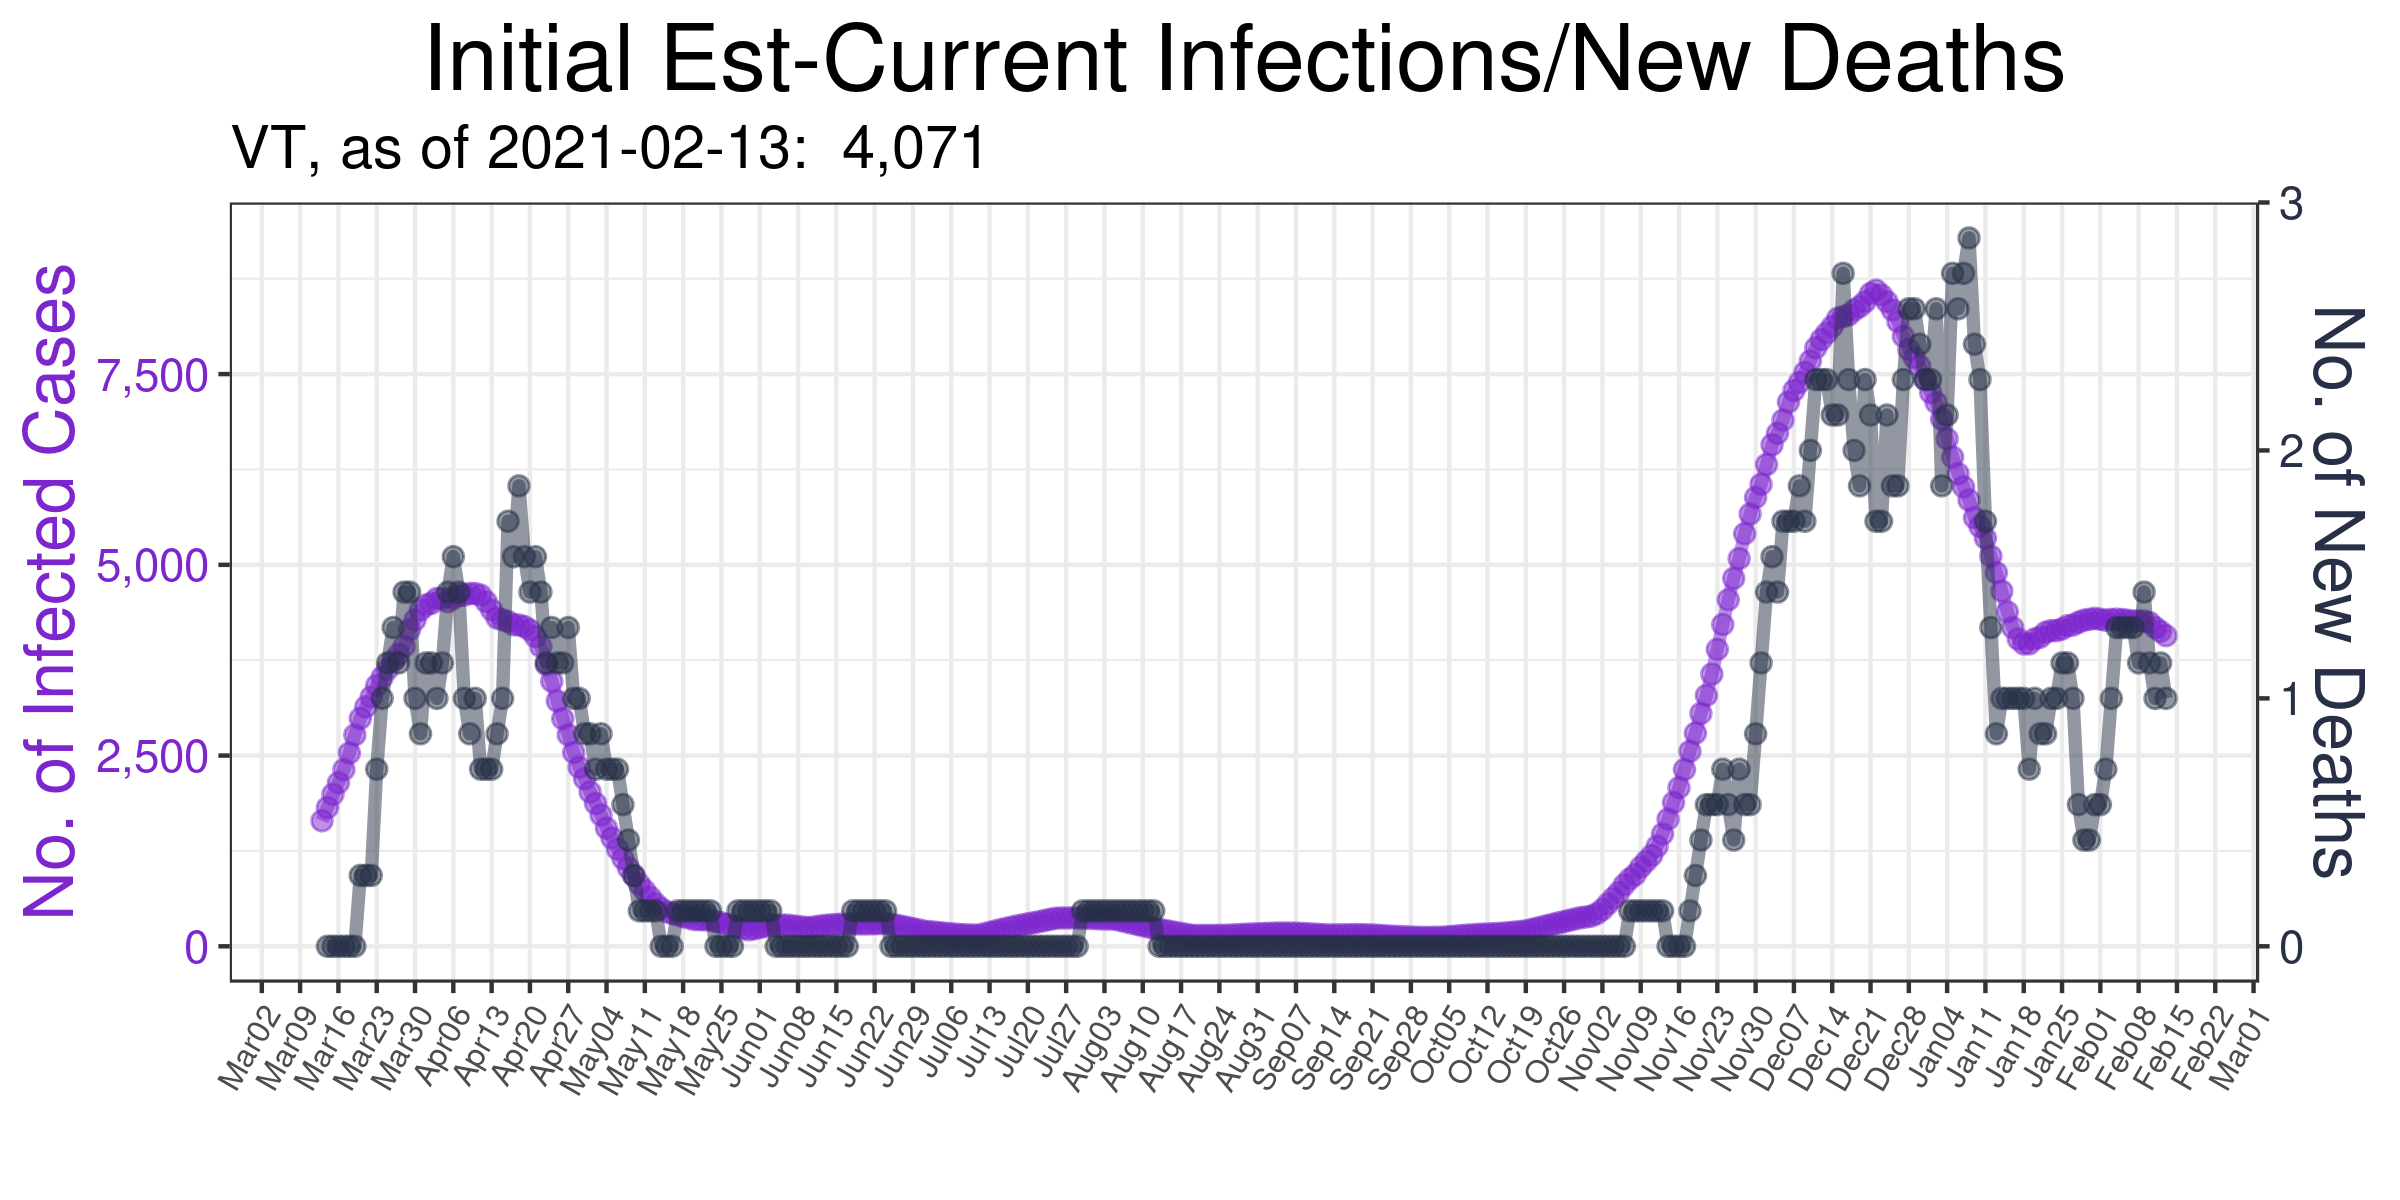 Initial Est-Current Infections/New Deaths
VT, as of 2021-02-13:  4,071
No. of Infected Cases
7,500
5,000
2,500
0
3
2
1
0
No. of New Deaths
Mar02
Mar09
Mar16
Mar23
Mar30
Apr06
Apr13
Apr20
Apr27
May04
May11
May18
May25
Jun01
Jun08
Jun15
Jun22
Jun29
Jul06
Jul13
Jul20
Jul27
Aug03
Aug10
Aug17
Aug24
Aug31
Sep07
Sep14
Sep21
Sep28
Oct05
Oct12
Oct19
Oct26
Nov02
Nov09
Nov16
Nov23
Nov30
Dec07
Dec14
Dec21
Dec28
Jan04
Jan11
Jan18
Jan25
Feb01
Feb08
Feb15
Feb22
Mar01